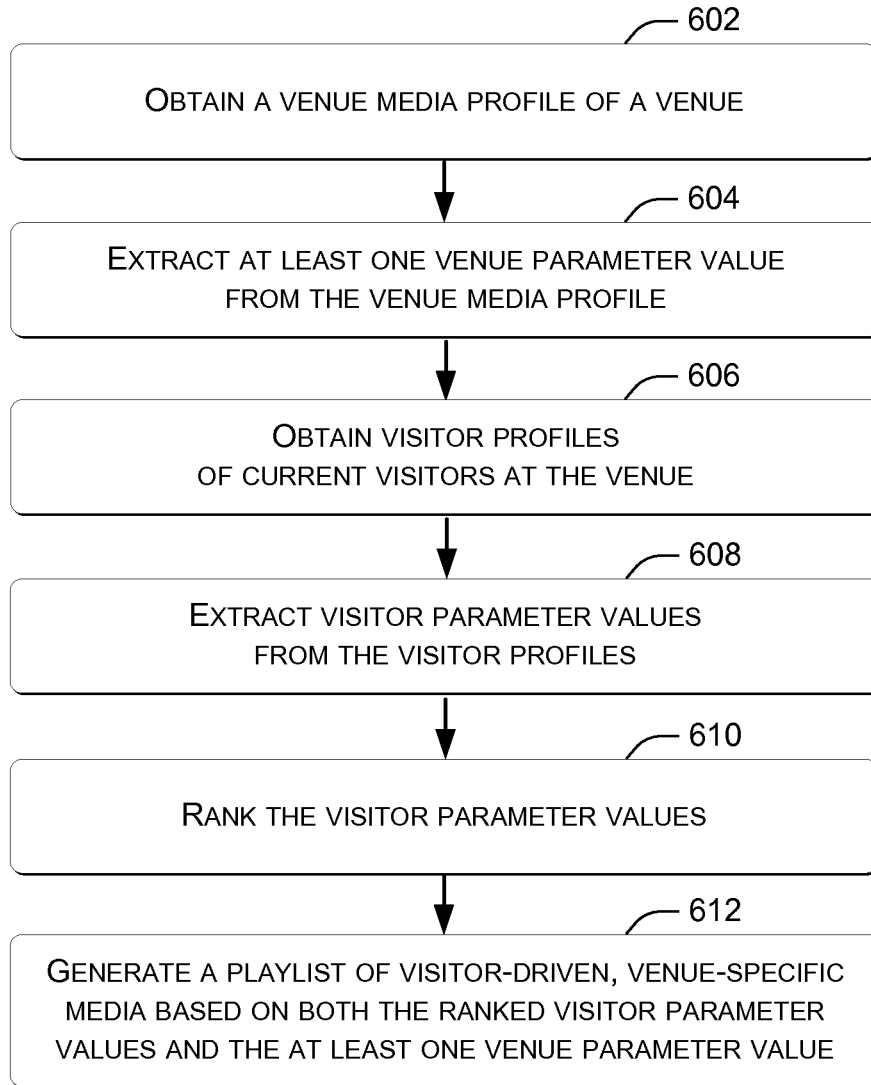 602
OBTAIN A VENUE MEDIA PROFILE OF A VENUE
604
EXTRACT AT LEAST ONE VENUE PARAMETER VALUE
FROM THE VENUE MEDIA PROFILE
606
OBTAIN VISITOR PROFILES
OF CURRENT VISITORS AT THE VENUE
608
EXTRACT VISITOR PARAMETER VALUES
FROM THE VISITOR PROFILES
610
RANK THE VISITOR PARAMETER VALUES
612
GENERATE A PLAYLIST OF VISITOR-DRIVEN, VENUE-SPECIFIC
MEDIA BASED ON BOTH THE RANKED VISITOR PARAMETER
VALUES AND THE AT LEAST ONE VENUE PARAMETER VALUE